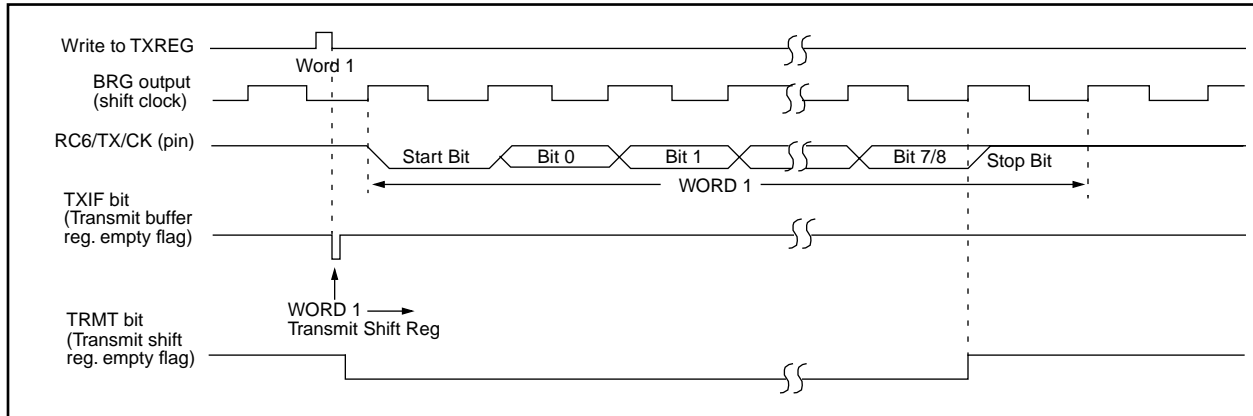 Write to TXREG
Word 1
BRG output
(shift clock)
RC6/TX/CK (pin)
Start Bit
Bit 0
Bit 1
Bit 7/8
Stop Bit
WORD 1
TXIF bit
(Transmit buffer
reg. empty flag)
WORD 1
Transmit Shift Reg
TRMT bit
(Transmit shift
reg. empty flag)